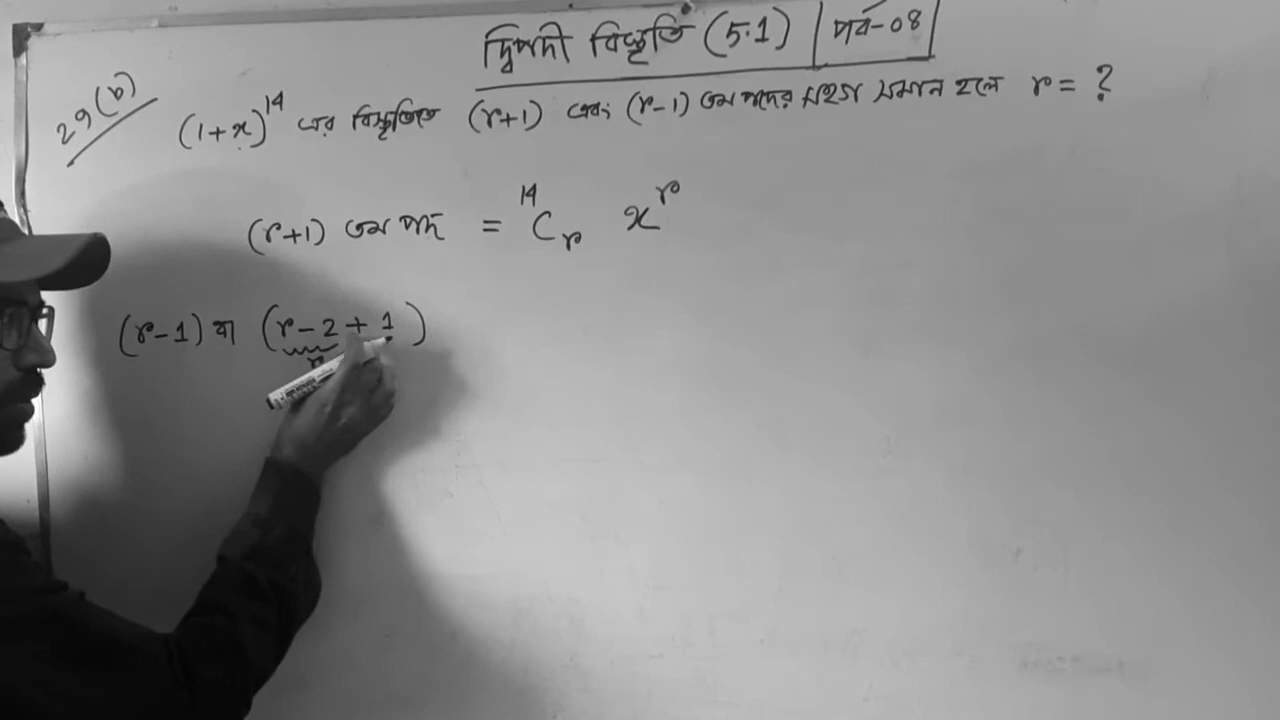 দ্বিপদী বিস্তৃতি (5.1) | পর্ব-08
29(b)
(1+x)^14 এর বিস্তৃতিতে (r+1) এবং (r-1) তম পদের সহগ সমান হলে r = ?
(r+1) তম পদ = ^14C_r x^r
(r-1) বা (r-2+1)
r